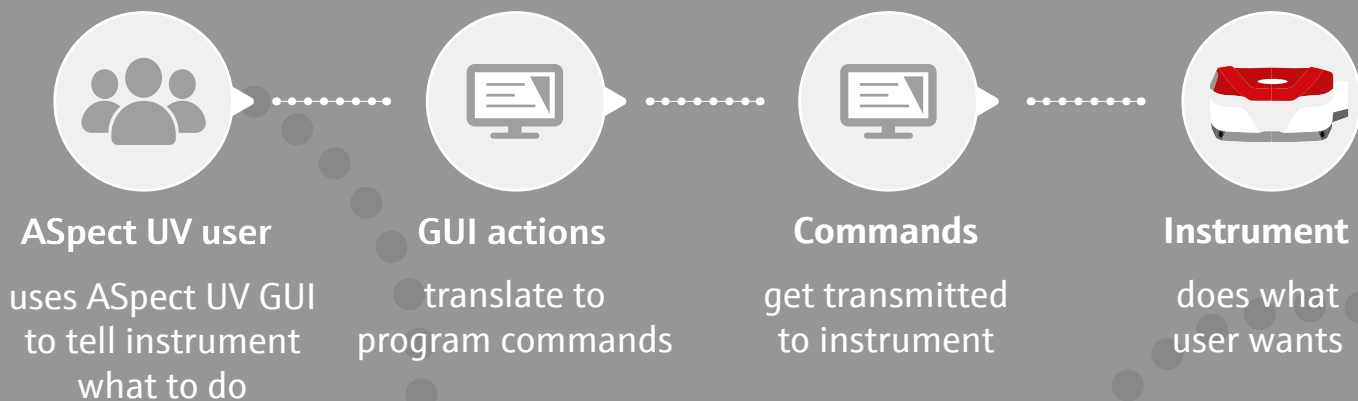 ASpect UV user
uses ASpect UV GUI
to tell instrument
what to do
GUI actions
translate to
program commands
Commands
get transmitted
to instrument
Instrument
does what
user wants